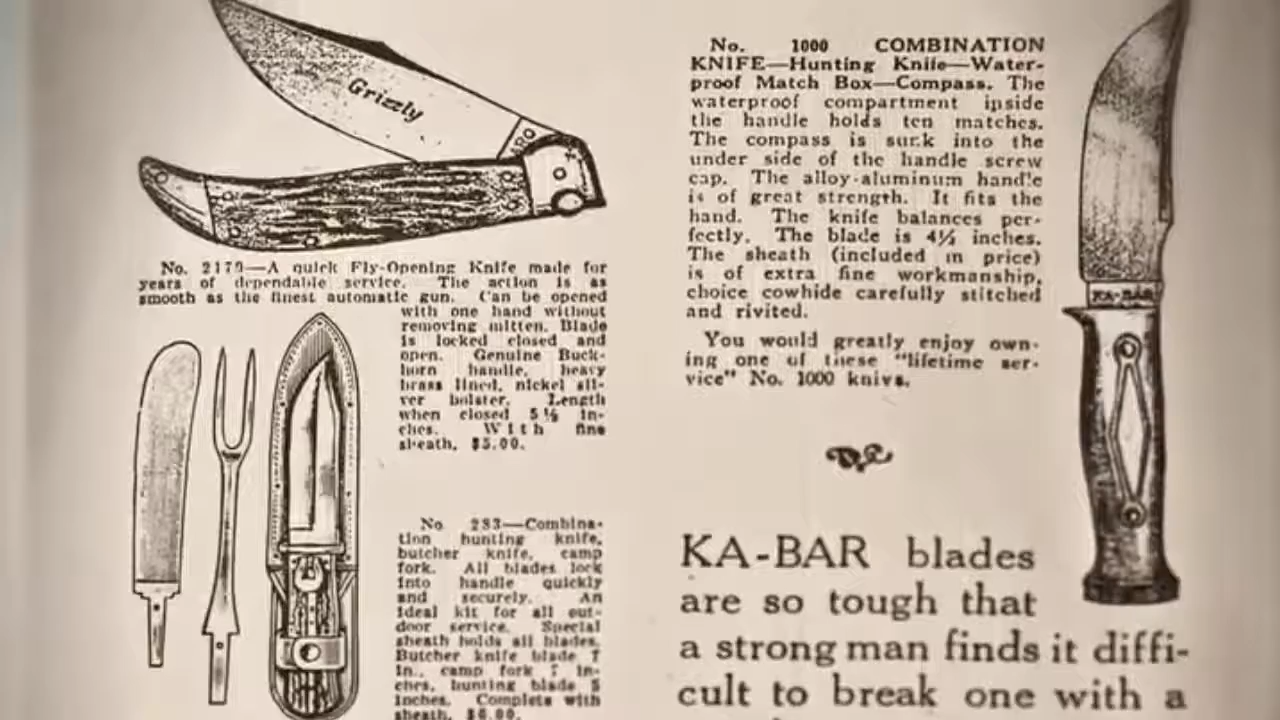 Grizzly
No. 2179—A quick Fly-Opening Knife made for
years of dependable service. The action is as
smooth as the finest automatic gun. Can be opened
with one hand without
removing mitten. Blade
is locked closed and
open. Genuine Buck-
horn handle, heavy
brass lined, nickel sil-
ver bolster. Length
when closed 5½ in-
ches. With fine
sheath, $5.00.
No. 283—Combina-
tion hunting knife,
butcher knife, camp
fork. All blades lock
into handle quickly
and securely. An
ideal kit for all out-
door service. Special
sheath holds all blades.
Butcher knife blade 7
in., camp fork 7 in-
ches, hunting blade 5
inches. Complete with
sheath, $6.00.
No. 1000 COMBINATION
KNIFE—Hunting Knife—Water-
proof Match Box—Compass. The
waterproof compartment inside
the handle holds ten matches.
The compass is sunk into the
under side of the handle screw
cap. The alloy-aluminum handle
is of great strength. It fits the
hand. The knife balances per-
fectly. The blade is 4½ inches.
The sheath (included in price)
is of extra fine workmanship,
choice cowhide carefully stitched
and rivited.
You would greatly enjoy own-
ing one of these "lifetime ser-
vice" No. 1000 knivs.
KA-BAR
KA-BAR blades
are so tough that
a strong man finds it diffi-
cult to break one with a